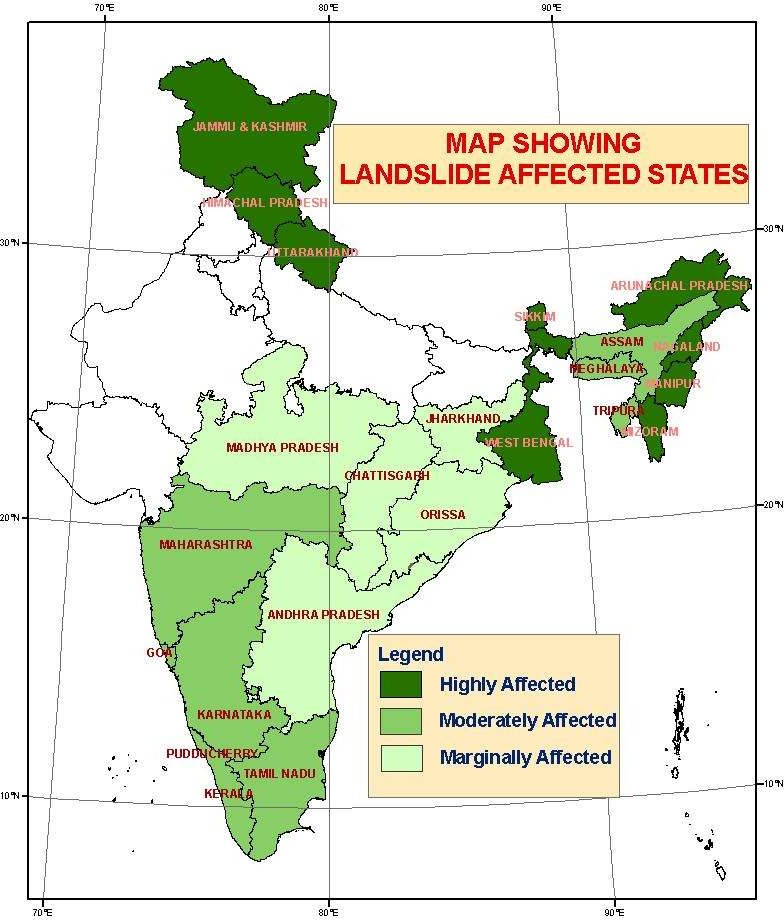 70°E 80°E 90°E
MAP SHOWING
LANDSLIDE AFFECTED STATES
JAMMU & KASHMIR
HIMACHAL PRADESH
30°N 30°N
UTTARAKHAND
ARUNACHAL PRADESH
SIKKIM
ASSAM
NAGALAND
MEGHALAYA
MANIPUR
TRIPURA
JHARKHAND
MIZORAM
WEST BENGAL
MADHYA PRADESH
CHATTISGARH
20°N 20°N
ORISSA
MAHARASHTRA
ANDHRA PRADESH
GOA
Legend
Highly Affected
KARNATAKA
Moderately Affected
PUDDUCHERRY
Marginally Affected
TAMIL NADU
KERALA
10°N 10°N
70°E 80°E 90°E